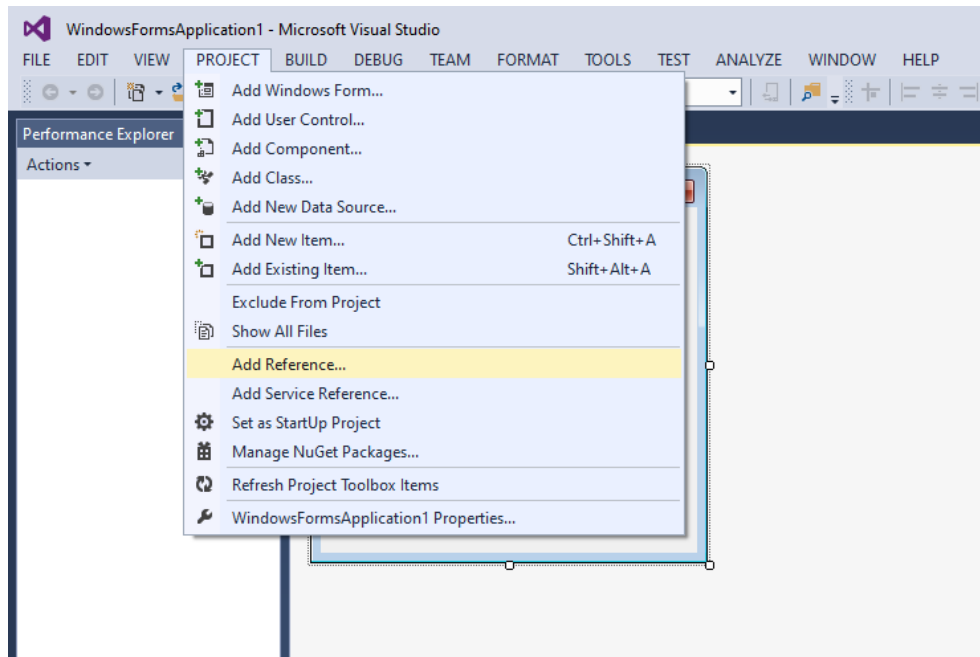 WindowsFormsApplication1 - Microsoft Visual Studio
FILE EDIT VIEW PROJECT BUILD DEBUG TEAM FORMAT TOOLS TEST ANALYZE WINDOW HELP
Performance Explorer
Actions
Add Windows Form...
Add User Control...
Add Component...
Add Class...
Add New Data Source...
Add New Item... Ctrl+Shift+A
Add Existing Item... Shift+Alt+A
Exclude From Project
Show All Files
Add Reference...
Add Service Reference...
Set as StartUp Project
Manage NuGet Packages...
Refresh Project Toolbox Items
WindowsFormsApplication1 Properties...